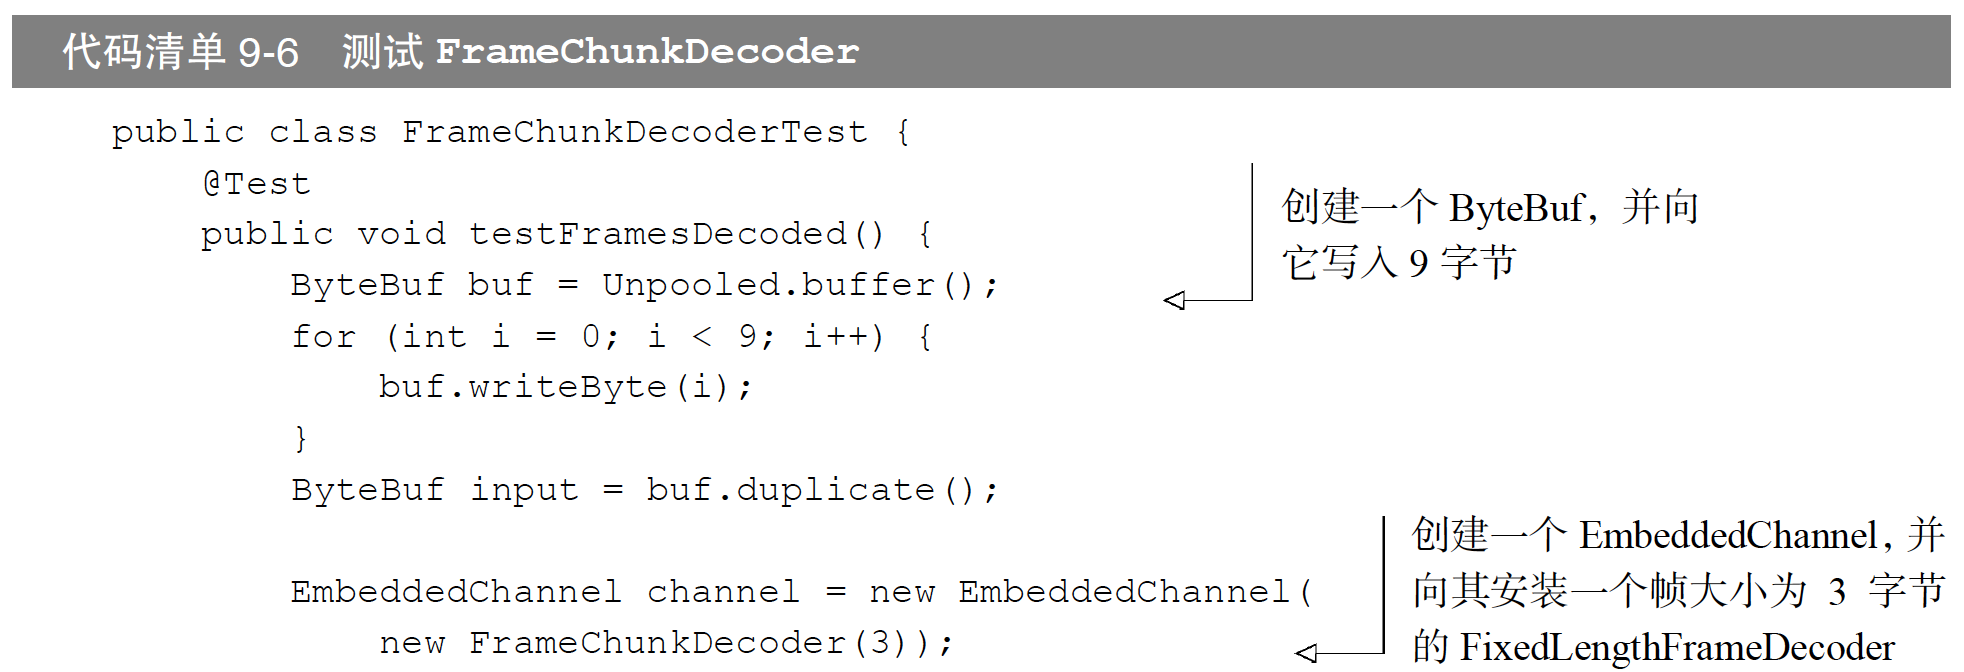 代码清单 9-6 测试 FrameChunkDecoder
public class FrameChunkDecoderTest {
    @Test
    public void testFramesDecoded() {
        ByteBuf buf = Unpooled.buffer();
        for (int i = 0; i < 9; i++) {
            buf.writeByte(i);
        }
        ByteBuf input = buf.duplicate();
        EmbeddedChannel channel = new EmbeddedChannel(
            new FrameChunkDecoder(3));
创建一个 ByteBuf，并向
它写入 9 字节
创建一个 EmbeddedChannel，并
向其安装一个帧大小为 3 字节
的 FixedLengthFrameDecoder